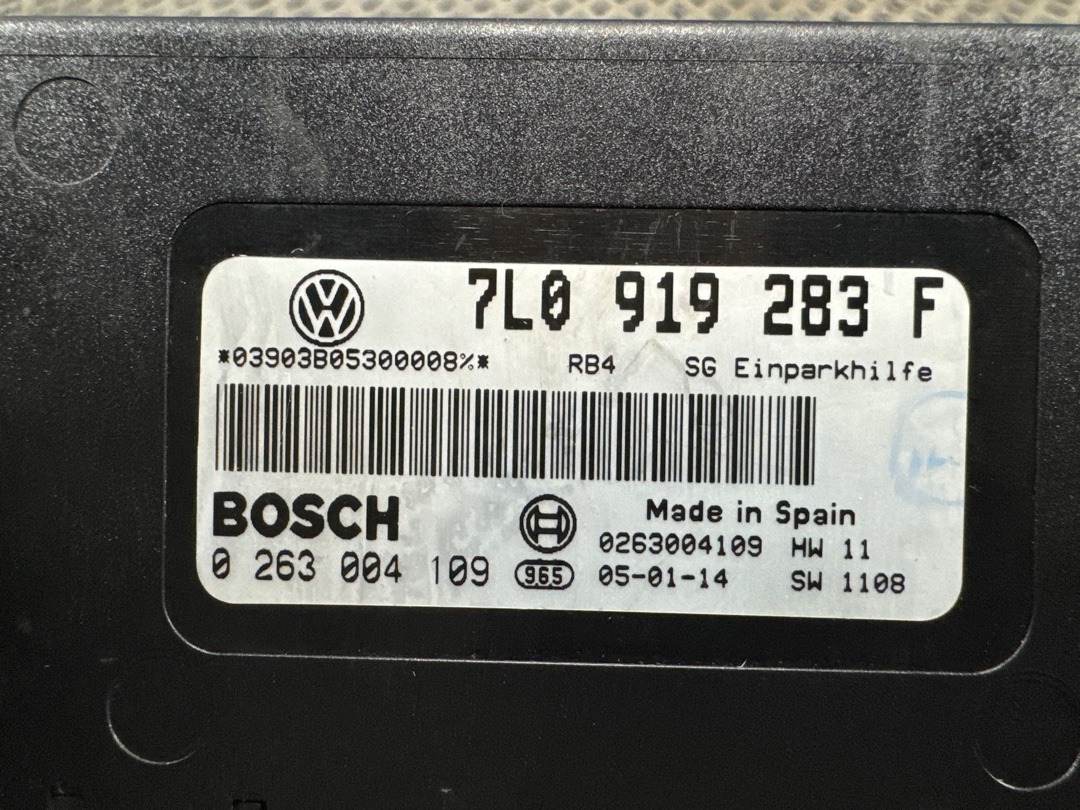 7L0 919 283 F
*03903B05300008%* RB4 SG Einparkhilfe
BOSCH
Made in Spain
0 263 004 109
965
0263004109 HW 11
05-01-14 SW 1108